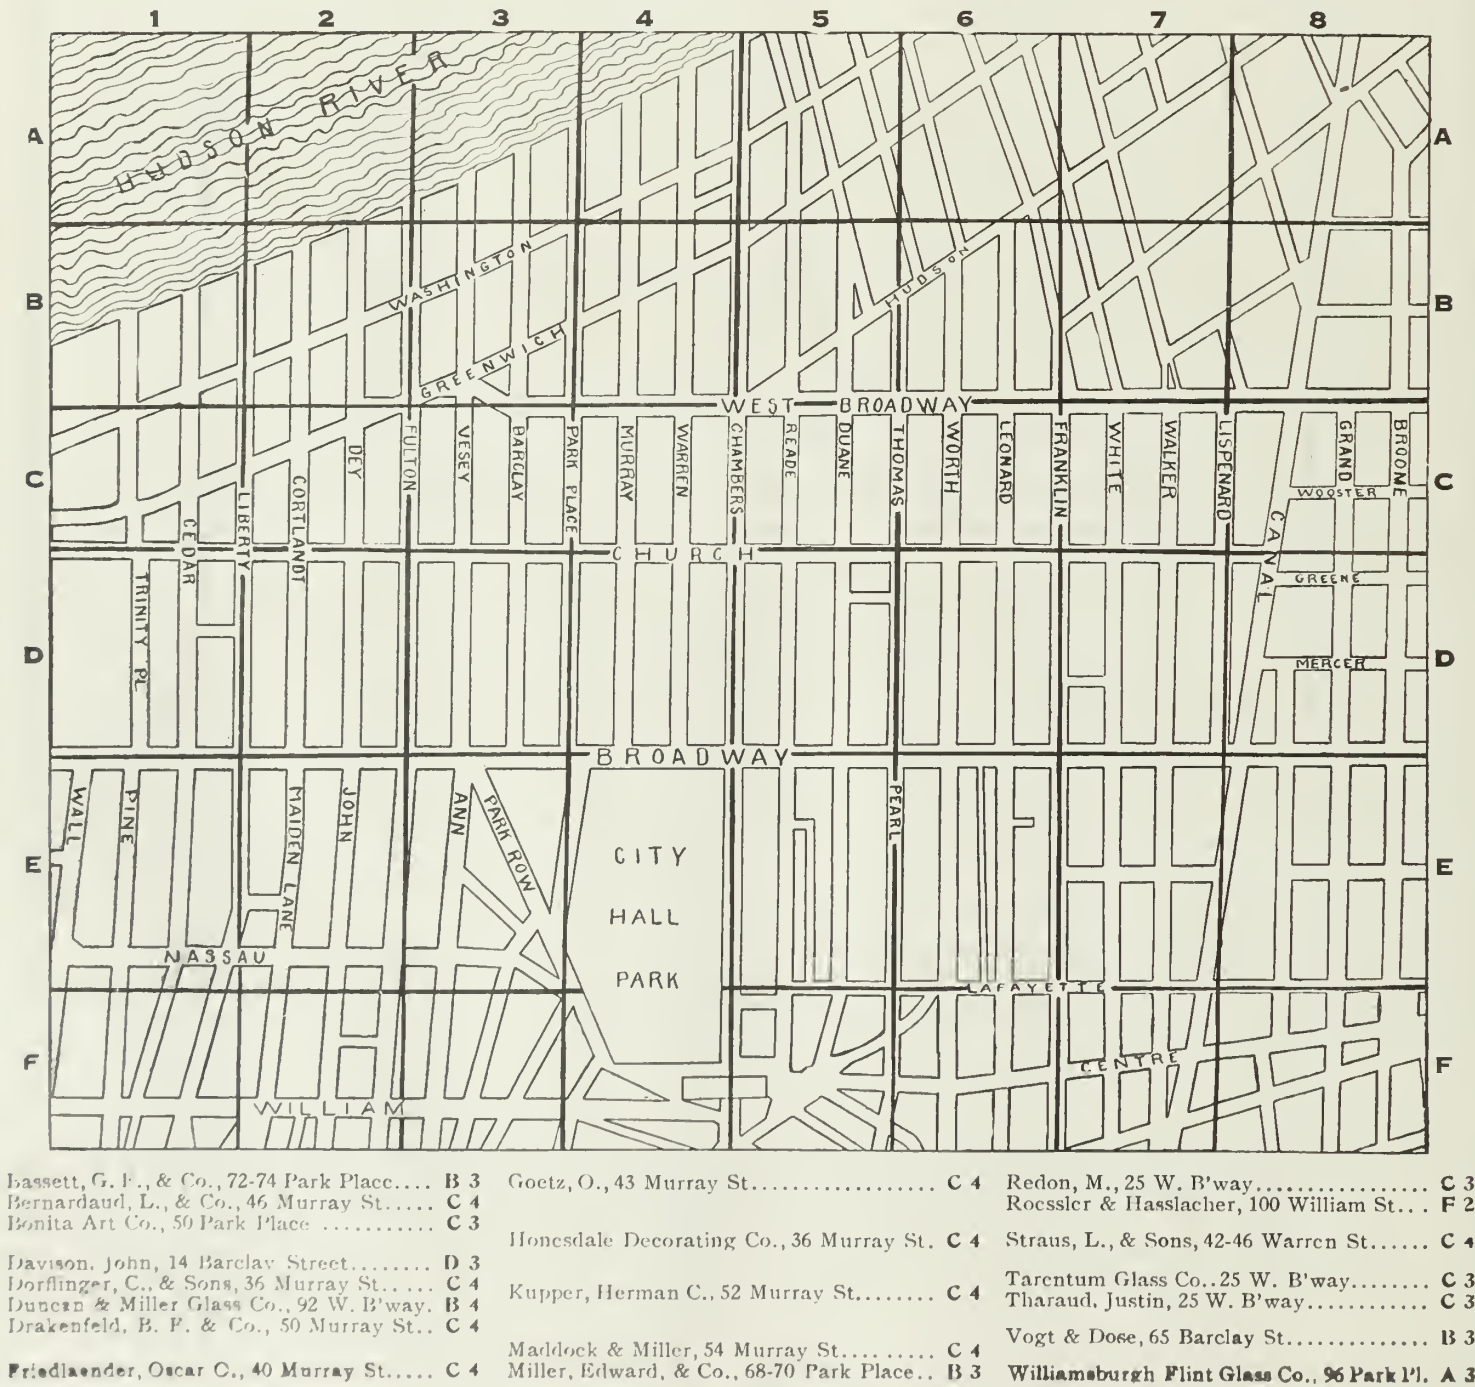 1 2 3 4 5 6 7 8
A A
HUDSON RIVER
B B
WASHINGTON
HUDSON
GREENWICH
WEST BROADWAY
C C
DEY
FULTON
VESEY
BARCLAY
PARK PLACE
MURRAY
WARREN
CHAMBERS
READE
DUANE
THOMAS
WORTH
LEONARD
FRANKLIN
WHITE
WALKER
LISPENARD
CANAL
GRAND
BROOME
WOOSTER
CEDAR
LIBERTY
CORTLANDT
CHURCH
GREENE
D D
TRINITY PL
MERCER
BROADWAY
WALL
PINE
MAIDEN LANE
JOHN
ANN
PARK ROW
PEARL
E E
CITY
HALL
PARK
NASSAU
LAFAYETTE
F F
CENTRE
WILLIAM
Bassett, G. F., & Co., 72-74 Park Place.... B 3
Bernardaud, L., & Co., 46 Murray St..... C 4
Bonita Art Co., 50 Park Place .......... C 3
Davison, John, 14 Barclay Street........ D 3
Dorflinger, C., & Sons, 36 Murray St.... C 4
Duncan & Miller Glass Co., 92 W. B'way. B 4
Drakenfeld, B. F. & Co., 50 Murray St.. C 4
Friedlaender, Oscar O., 40 Murray St..... C 4
Goetz, O., 43 Murray St.................. C 4
Honesdale Decorating Co., 36 Murray St. C 4
Kupper, Herman C., 52 Murray St....... C 4
Maddock & Miller, 54 Murray St......... C 4
Miller, Edward, & Co., 68-70 Park Place.. B 3
Redon, M., 25 W. B'way................ C 3
Roessler & Hasslacher, 100 William St... F 2
Straus, L., & Sons, 42-46 Warren St...... C 4
Tarentum Glass Co..25 W. B'way........ C 3
Tharaud, Justin, 25 W. B'way........... C 3
Vogt & Dose, 65 Barclay St.............. B 3
Williamsburgh Flint Glass Co., 96 Park Pl. A 3